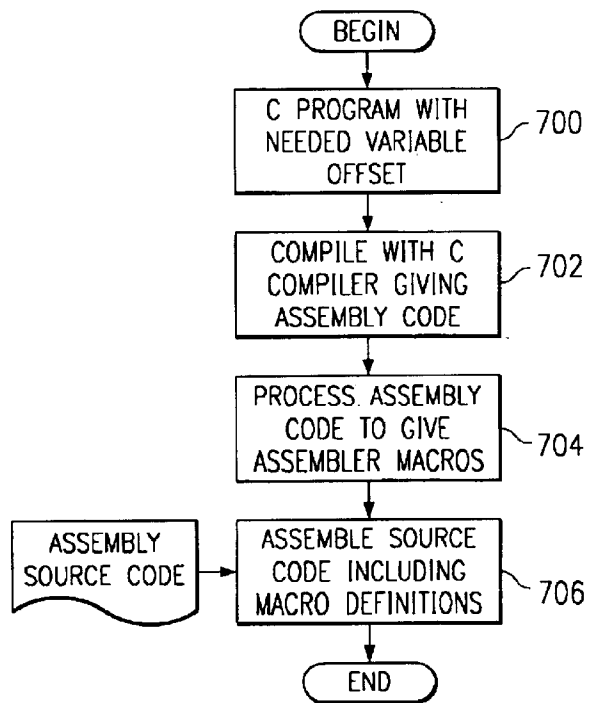 BEGIN
C PROGRAM WITH
NEEDED VARIABLE
OFFSET
700
COMPILE WITH C
COMPILER GIVING
ASSEMBLY CODE
702
PROCESS ASSEMBLY
CODE TO GIVE
ASSEMBLER MACROS
704
ASSEMBLY
SOURCE CODE
ASSEMBLE SOURCE
CODE INCLUDING
MACRO DEFINITIONS
706
END